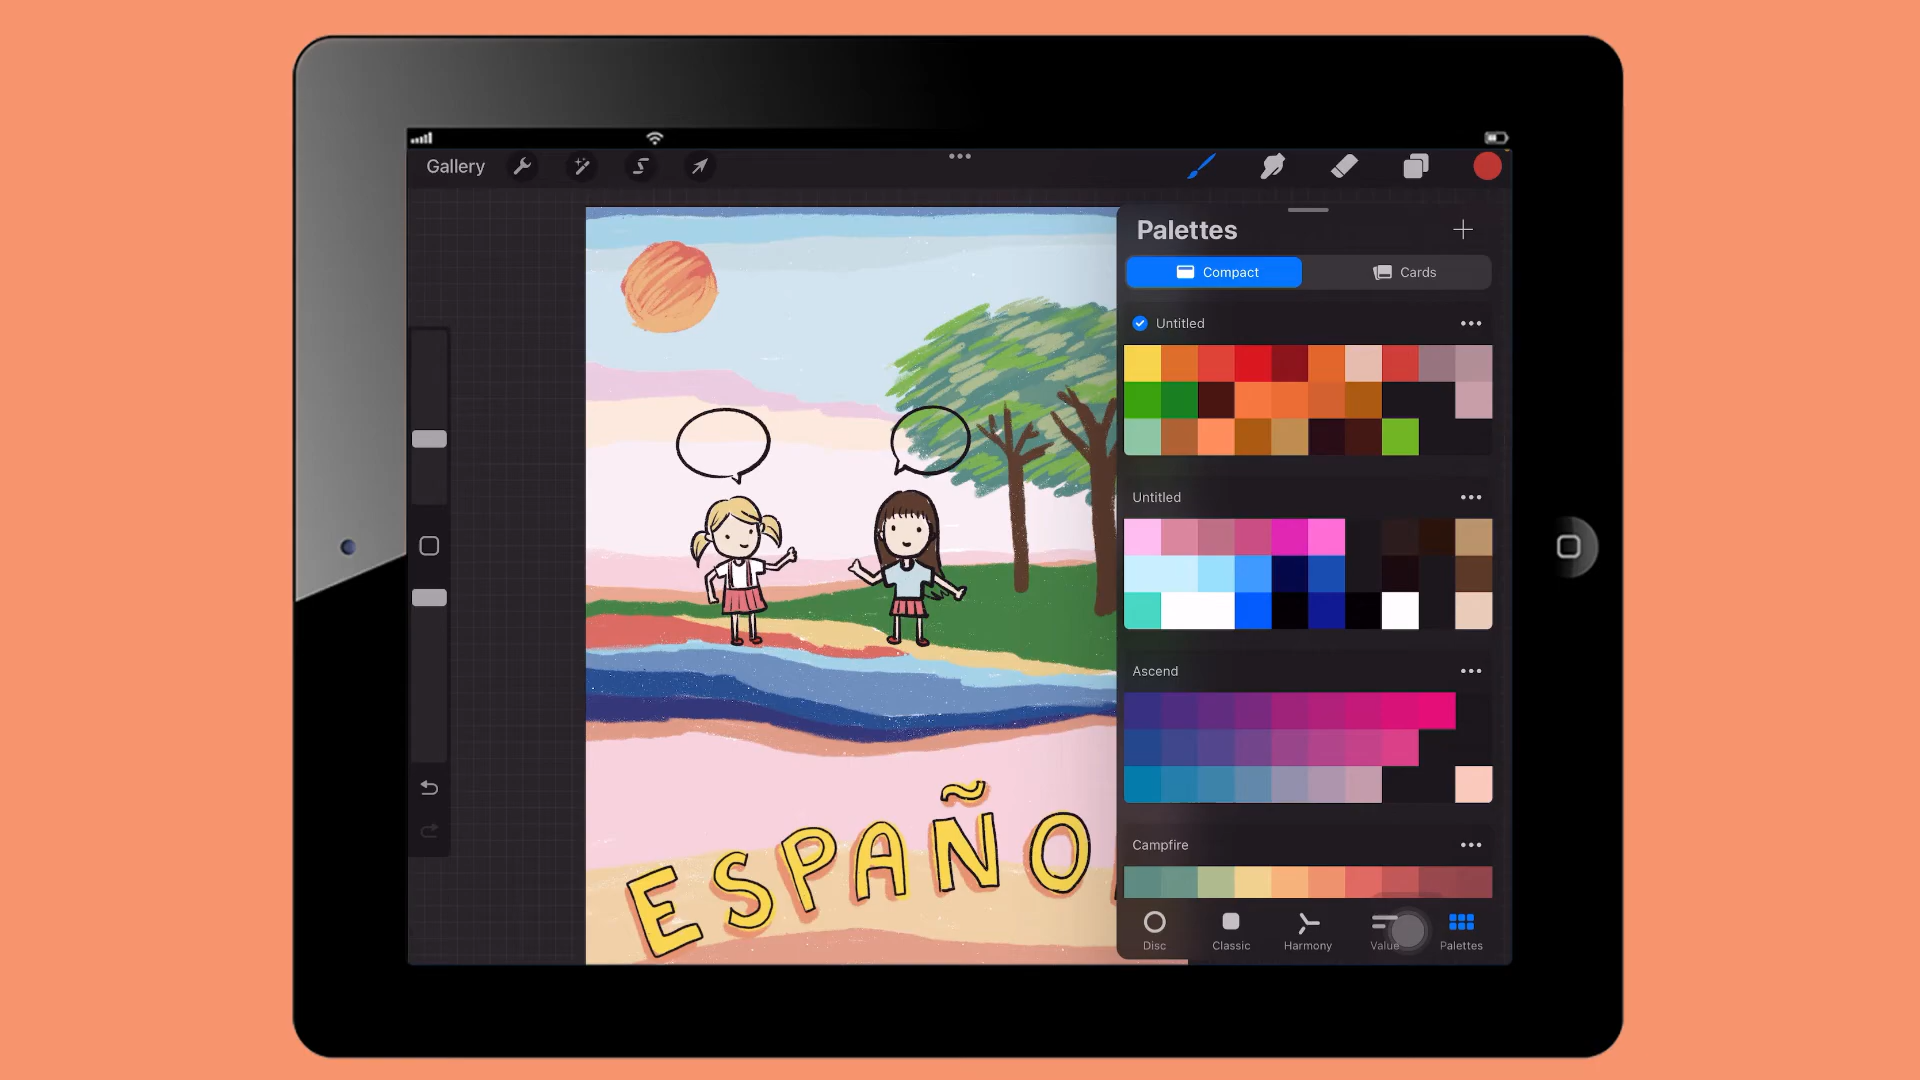 Gallery
Palettes
Compact
Cards
Untitled
Untitled
Ascend
Campfire
Disc
Classic
Harmony
Value
Palettes
ESPAÑO